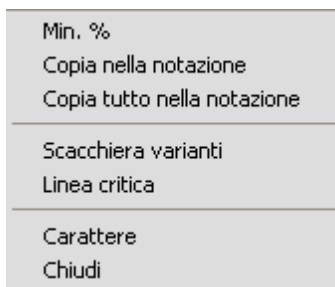 Min. %
Copia nella notazione
Copia tutto nella notazione
Scacchiera varianti
Linea critica
Carattere
Chiudi